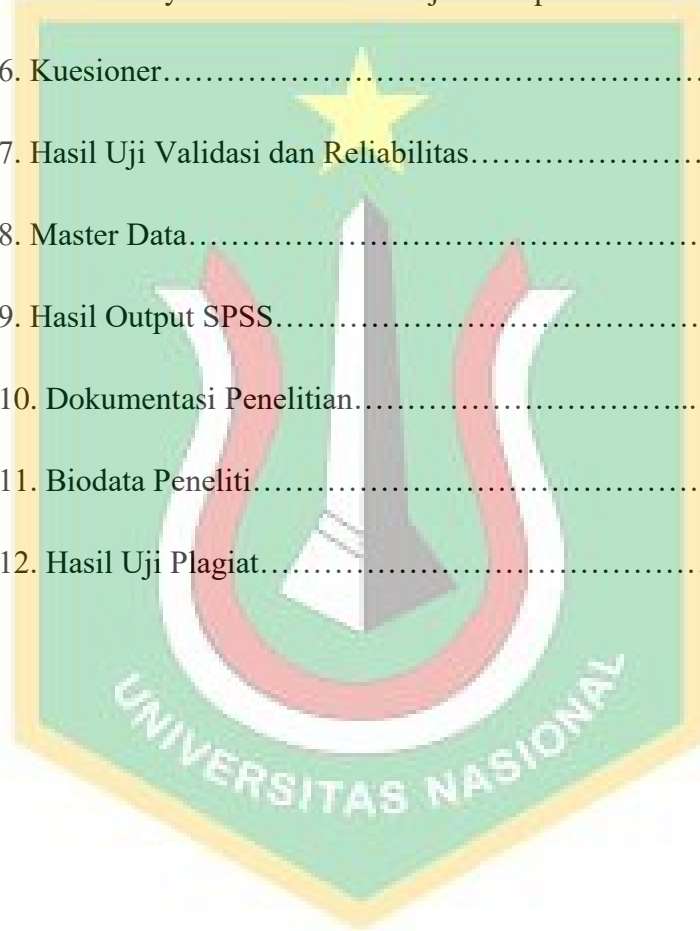 6. Kuesioner……………………………………………
7. Hasil Uji Validasi dan Reliabilitas……………………
8. Master Data……………………………………………
9. Hasil Output SPSS……………………………………
10. Dokumentasi Penelitian………………………………...
11. Biodata Peneliti………………………………………
12. Hasil Uji Plagiat………………………………………
UNIVERSITAS NASIONAL